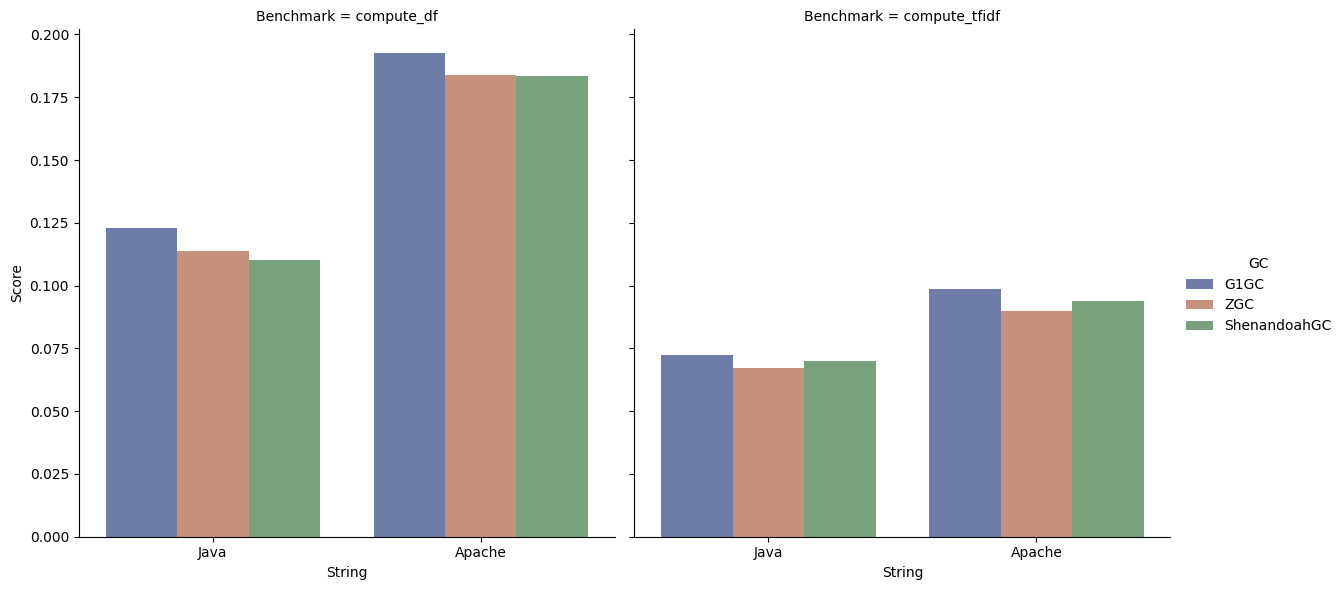 Benchmark = compute_df
Benchmark = compute_tfidf
0.200
0.175
0.150
0.125
0.100
0.075
0.050
0.025
0.000
Score
Java
Apache
String
Java
Apache
String
GC
G1GC
ZGC
ShenandoahGC